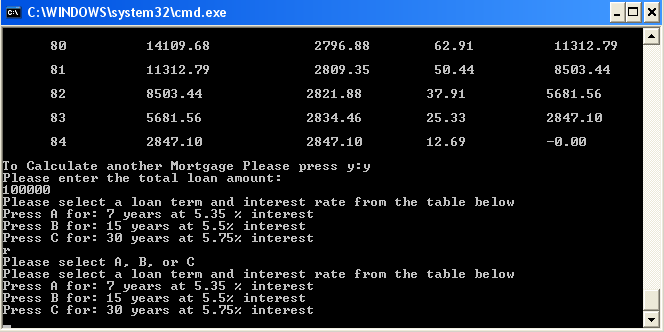 C:\WINDOWS\system32\cmd.exe
80 14109.68 2796.88 62.91 11312.79
81 11312.79 2809.35 50.44 8503.44
82 8503.44 2821.88 37.91 5681.56
83 5681.56 2834.46 25.33 2847.10
84 2847.10 2847.10 12.69 -0.00
To Calculate another Mortgage Please press y:y
Please enter the total loan amount:
100000
Please select a loan term and interest rate from the table below
Press A for: 7 years at 5.35 % interest
Press B for: 15 years at 5.5% interest
Press C for: 30 years at 5.75% interest
r
Please select A, B, or C
Please select a loan term and interest rate from the table below
Press A for: 7 years at 5.35 % interest
Press B for: 15 years at 5.5% interest
Press C for: 30 years at 5.75% interest